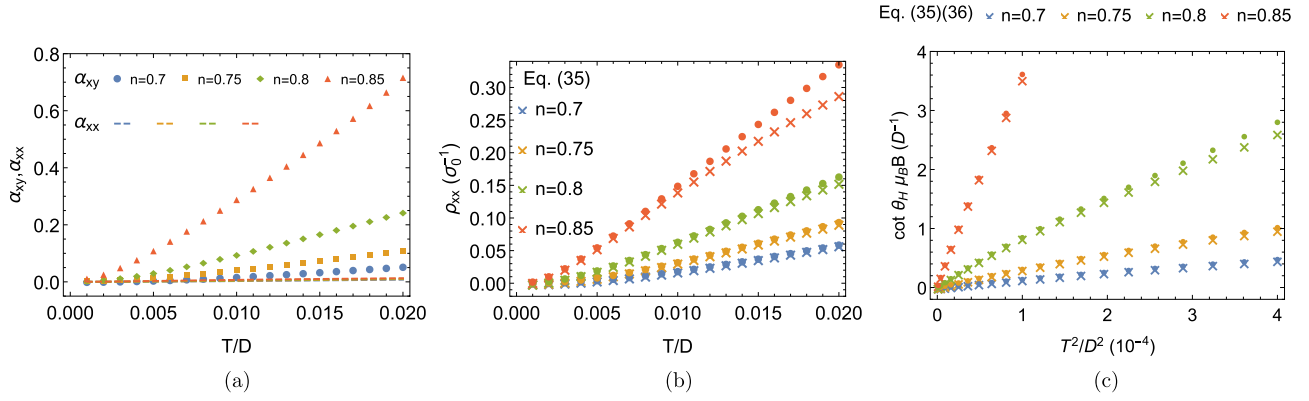 α_xy n=0.7 n=0.75 n=0.8 n=0.85
α_xx
0.8
0.6
0.4
0.2
0.0
α_xy,α_xx
0.000 0.005 0.010 0.015 0.020
T/D
(a)
Eq. (35)
n=0.7
n=0.75
n=0.8
n=0.85
0.30
0.25
0.20
0.15
0.10
0.05
0.00
ρ_xx (σ_0^-1)
0.000 0.005 0.010 0.015 0.020
T/D
(b)
Eq. (35)(36) n=0.7 n=0.75 n=0.8 n=0.85
4
3
2
1
0
cot θ_H μ_B B (D^-1)
0 1 2 3 4
T^2/D^2 (10^-4)
(c)